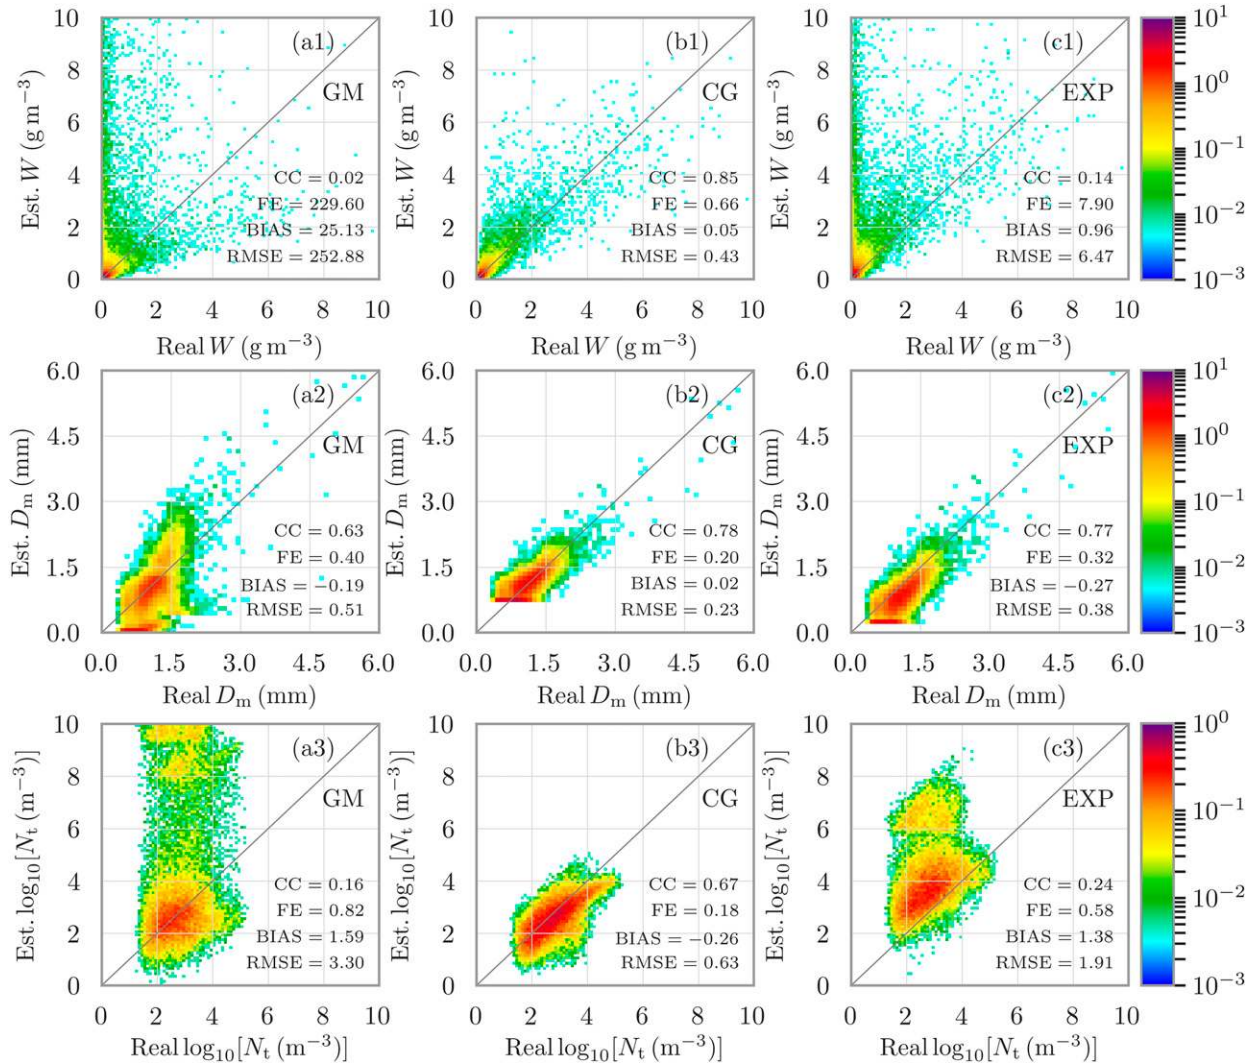 (a1)
GM
CC = 0.02
FE = 229.60
BIAS = 25.13
RMSE = 252.88
10
8
6
4
2
0
Est. W (g m−3)
0 2 4 6 8 10
Real W (g m−3)
(b1)
CG
CC = 0.85
FE = 0.66
BIAS = 0.05
RMSE = 0.43
10
8
6
4
2
0
Est. W (g m−3)
0 2 4 6 8 10
Real W (g m−3)
(c1)
EXP
CC = 0.14
FE = 7.90
BIAS = 0.96
RMSE = 6.47
10
8
6
4
2
0
Est. W (g m−3)
0 2 4 6 8 10
Real W (g m−3)
10^1
10^0
10^−1
10^−2
10^−3
(a2)
GM
CC = 0.63
FE = 0.40
BIAS = −0.19
RMSE = 0.51
6.0
4.5
3.0
1.5
0.0
Est. Dm (mm)
0.0 1.5 3.0 4.5 6.0
Real Dm (mm)
(b2)
CG
CC = 0.78
FE = 0.20
BIAS = 0.02
RMSE = 0.23
6.0
4.5
3.0
1.5
0.0
Est. Dm (mm)
0.0 1.5 3.0 4.5 6.0
Real Dm (mm)
(c2)
EXP
CC = 0.77
FE = 0.32
BIAS = −0.27
RMSE = 0.38
6.0
4.5
3.0
1.5
0.0
Est. Dm (mm)
0.0 1.5 3.0 4.5 6.0
Real Dm (mm)
10^1
10^0
10^−1
10^−2
10^−3
(a3)
GM
CC = 0.16
FE = 0.82
BIAS = 1.59
RMSE = 3.30
10
8
6
4
2
0
Est. log10[Nt (m−3)]
0 2 4 6 8 10
Real log10[Nt (m−3)]
(b3)
CG
CC = 0.67
FE = 0.18
BIAS = −0.26
RMSE = 0.63
10
8
6
4
2
0
Est. log10[Nt (m−3)]
0 2 4 6 8 10
Real log10[Nt (m−3)]
(c3)
EXP
CC = 0.24
FE = 0.58
BIAS = 1.38
RMSE = 1.91
10
8
6
4
2
0
Est. log10[Nt (m−3)]
0 2 4 6 8 10
Real log10[Nt (m−3)]
10^0
10^−1
10^−2
10^−3